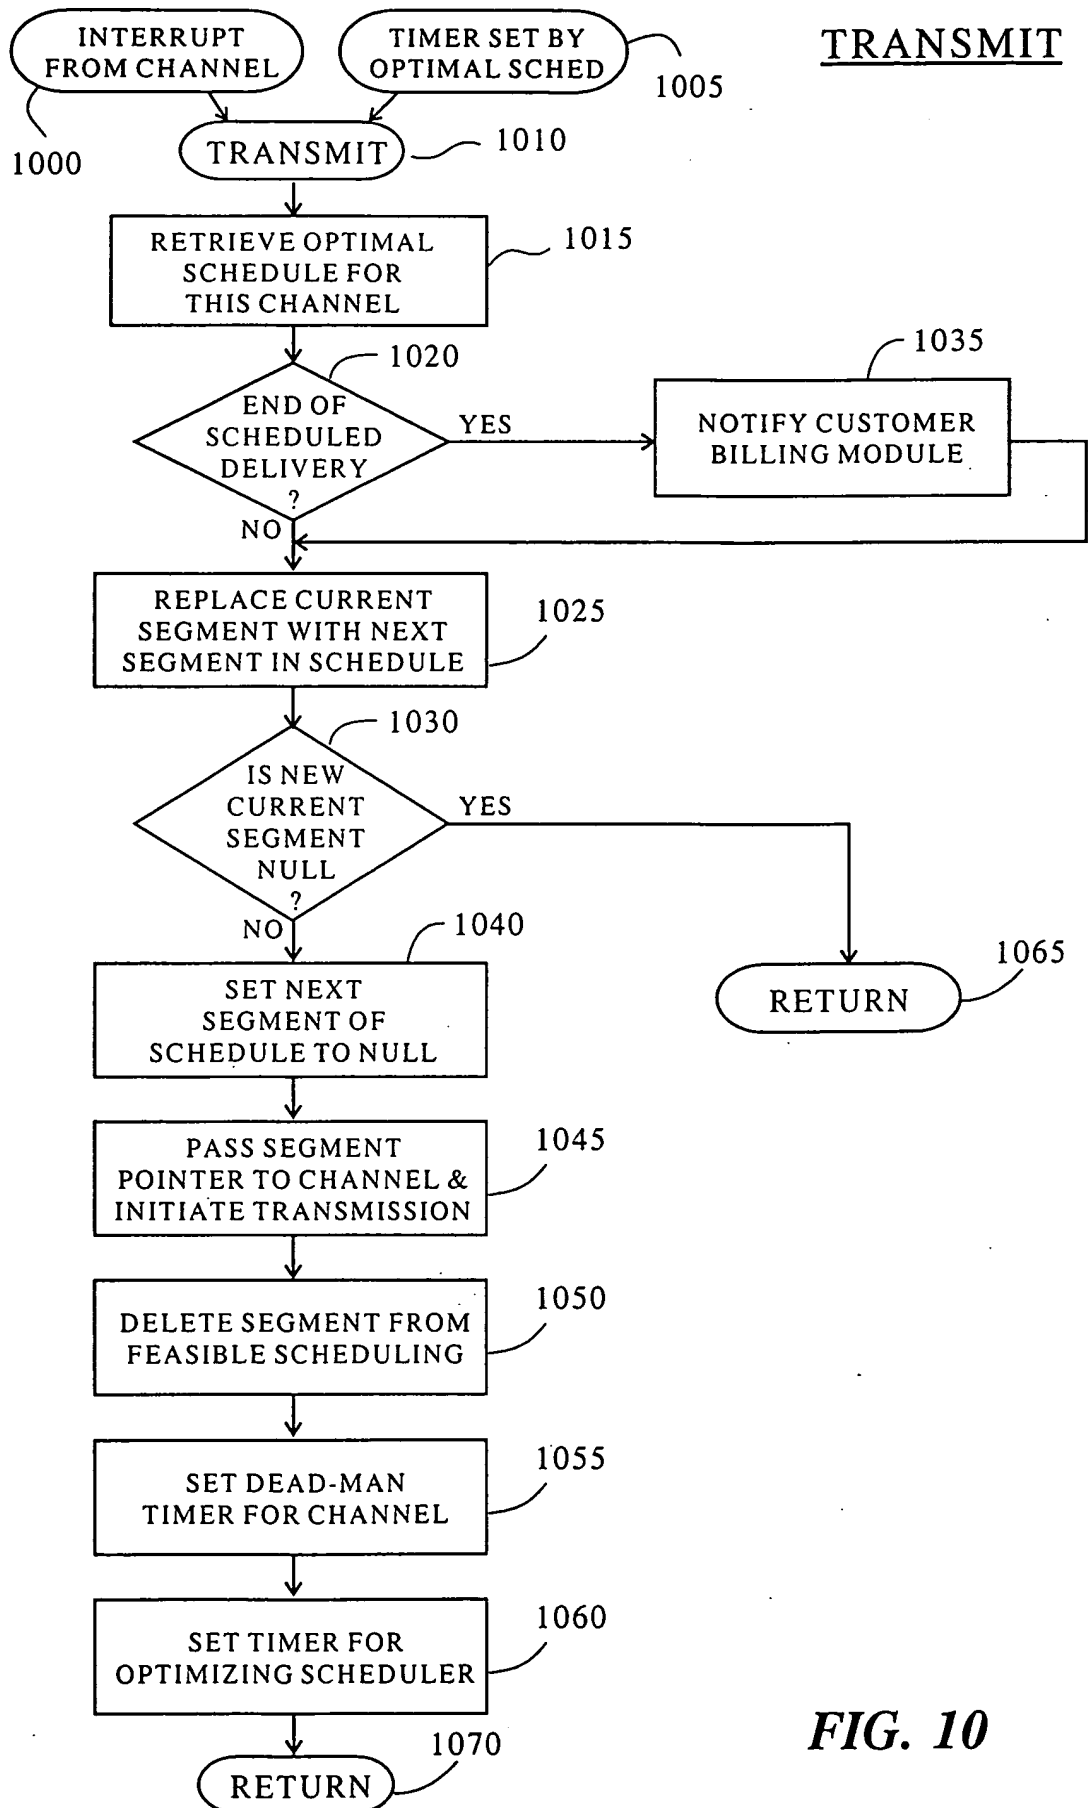 INTERRUPT
FROM CHANNEL
TIMER SET BY
OPTIMAL SCHED
TRANSMIT
1005
1000
TRANSMIT
1010
RETRIEVE OPTIMAL
SCHEDULE FOR
THIS CHANNEL
1015
1020
END OF
SCHEDULED
DELIVERY
?
YES
NO
1035
NOTIFY CUSTOMER
BILLING MODULE
REPLACE CURRENT
SEGMENT WITH NEXT
SEGMENT IN SCHEDULE
1025
1030
IS NEW
CURRENT
SEGMENT
NULL
?
YES
NO
1040
SET NEXT
SEGMENT OF
SCHEDULE TO NULL
1065
RETURN
PASS SEGMENT
POINTER TO CHANNEL &
INITIATE TRANSMISSION
1045
DELETE SEGMENT FROM
FEASIBLE SCHEDULING
1050
SET DEAD-MAN
TIMER FOR CHANNEL
1055
SET TIMER FOR
OPTIMIZING SCHEDULER
1060
1070
RETURN
FIG. 10